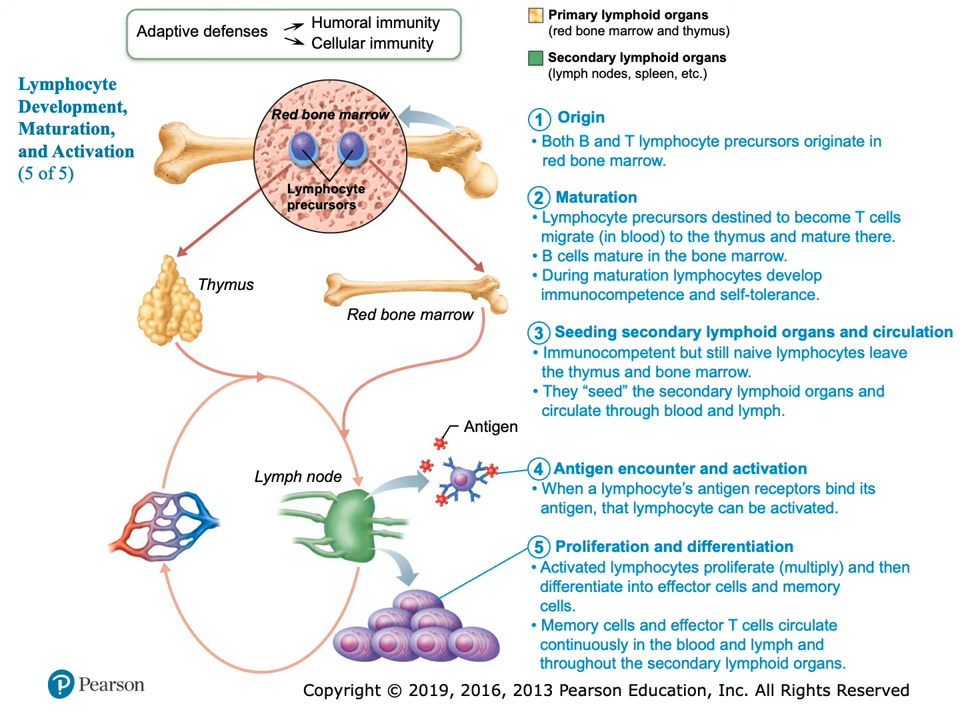 Adaptive defenses
Humoral immunity
Cellular immunity
Primary lymphoid organs
(red bone marrow and thymus)
Secondary lymphoid organs
(lymph nodes, spleen, etc.)
Lymphocyte
Development,
Maturation,
and Activation
(5 of 5)
Red bone marrow
Lymphocyte
precursors
Thymus
Red bone marrow
Antigen
Lymph node
1 Origin
• Both B and T lymphocyte precursors originate in
red bone marrow.
2 Maturation
• Lymphocyte precursors destined to become T cells
migrate (in blood) to the thymus and mature there.
• B cells mature in the bone marrow.
• During maturation lymphocytes develop
immunocompetence and self-tolerance.
3 Seeding secondary lymphoid organs and circulation
• Immunocompetent but still naive lymphocytes leave
the thymus and bone marrow.
• They “seed” the secondary lymphoid organs and
circulate through blood and lymph.
4 Antigen encounter and activation
• When a lymphocyte’s antigen receptors bind its
antigen, that lymphocyte can be activated.
5 Proliferation and differentiation
• Activated lymphocytes proliferate (multiply) and then
differentiate into effector cells and memory
cells.
• Memory cells and effector T cells circulate
continuously in the blood and lymph and
throughout the secondary lymphoid organs.
P Pearson
Copyright © 2019, 2016, 2013 Pearson Education, Inc. All Rights Reserved